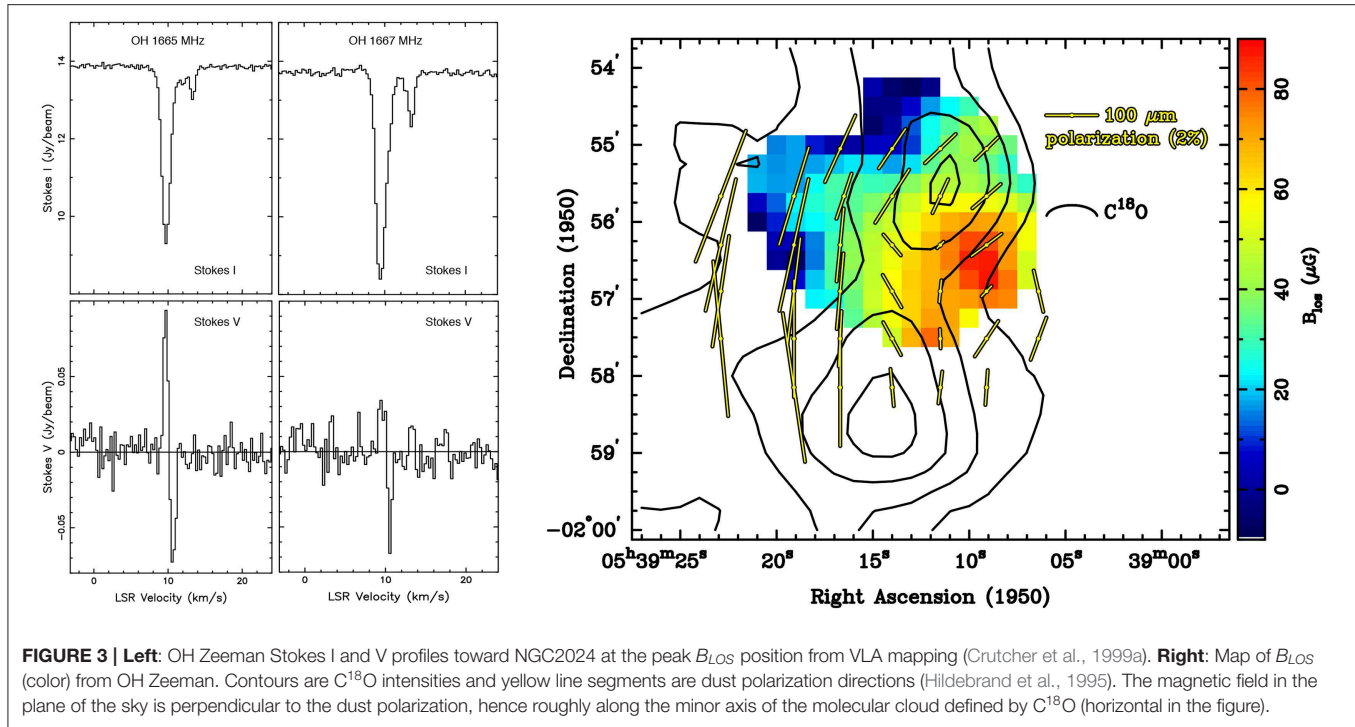 OH 1665 MHz
OH 1667 MHz
Stokes I (Jy/beam)
14
12
10
Stokes I
Stokes I
Stokes V (Jy/beam)
0.05
0
−0.05
Stokes V
Stokes V
0
10
20
0
10
20
LSR Velocity (km/s)
LSR Velocity (km/s)
Declination (1950)
54′
55′
56′
57′
58′
59′
−02°00′
05ʰ39ᵐ25ˢ
20ˢ
15ˢ
10ˢ
05ˢ
39ᵐ00ˢ
Right Ascension (1950)
100 μm
polarization (2%)
C¹⁸O
80
60
40
20
0
B_los (μG)
FIGURE 3 | Left: OH Zeeman Stokes I and V profiles toward NGC2024 at the peak B_LOS position from VLA mapping (Crutcher et al., 1999a). Right: Map of B_LOS
(color) from OH Zeeman. Contours are C¹⁸O intensities and yellow line segments are dust polarization directions (Hildebrand et al., 1995). The magnetic field in the
plane of the sky is perpendicular to the dust polarization, hence roughly along the minor axis of the molecular cloud defined by C¹⁸O (horizontal in the figure).